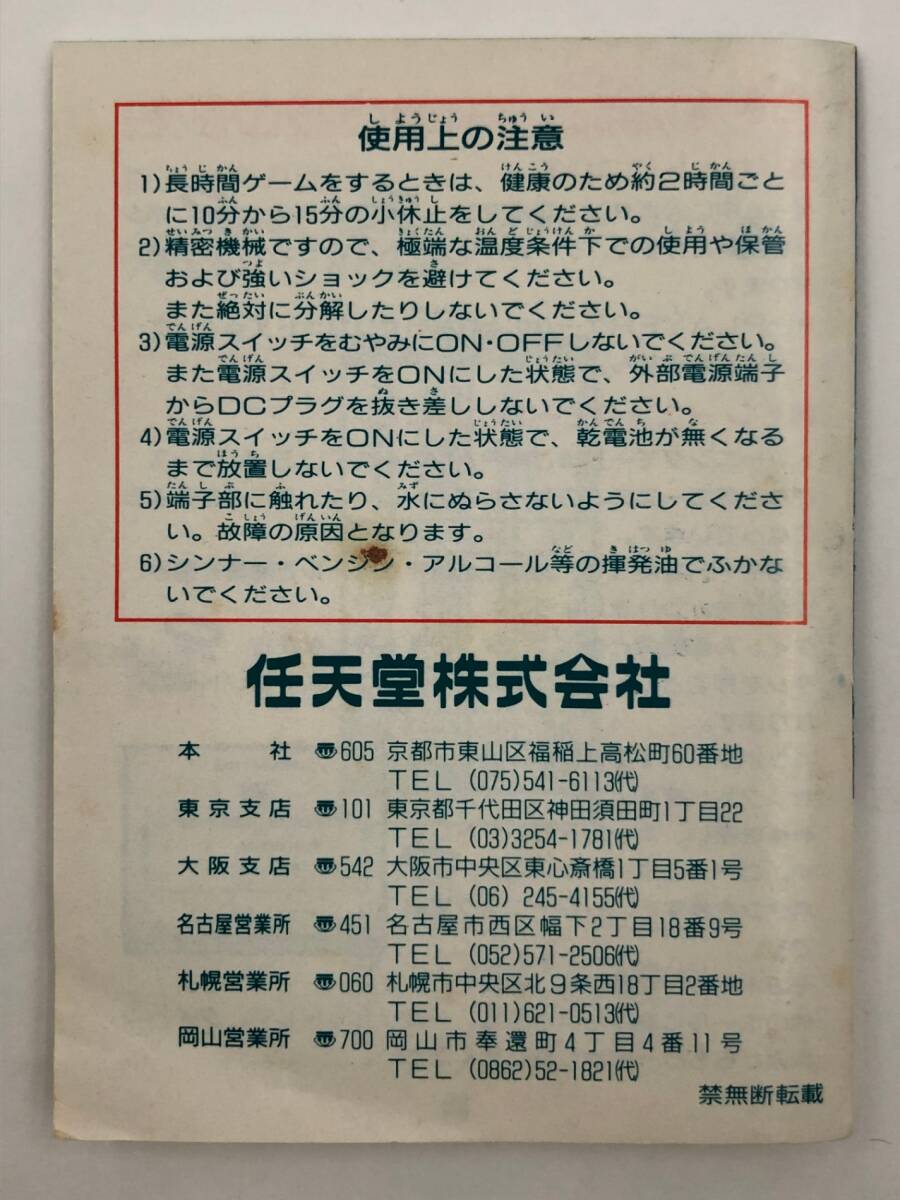 使用上の注意
1)長時間ゲームをするときは、健康のため約2時間ごと
に10分から15分の小休止をしてください。
2)精密機械ですので、極端な温度条件下での使用や保管
および強いショックを避けてください。
また絶対に分解したりしないでください。
3)電源スイッチをむやみにON・OFFしないでください。
また電源スイッチをONにした状態で、外部電源端子
からDCプラグを抜き差ししないでください。
4)電源スイッチをONにした状態で、乾電池が無くなる
まで放置しないでください。
5)端子部に触れたり、水にぬらさないようにしてくださ
い。故障の原因となります。
6)シンナー・ベンジン・アルコール等の揮発油でふかな
いでください。
任天堂株式会社
本社 〠605 京都市東山区福稲上高松町60番地
TEL (075)541-6113(代)
東京支店 〠101 東京都千代田区神田須田町1丁目22
TEL (03)3254-1781(代)
大阪支店 〠542 大阪市中央区東心斎橋1丁目5番1号
TEL (06) 245-4155(代)
名古屋営業所 〠451 名古屋市西区幅下2丁目18番9号
TEL (052)571-2506(代)
札幌営業所 〠060 札幌市中央区北9条西18丁目2番地
TEL (011)621-0513(代)
岡山営業所 〠700 岡山市奉還町4丁目4番11号
TEL (0862)52-1821(代)
禁無断転載